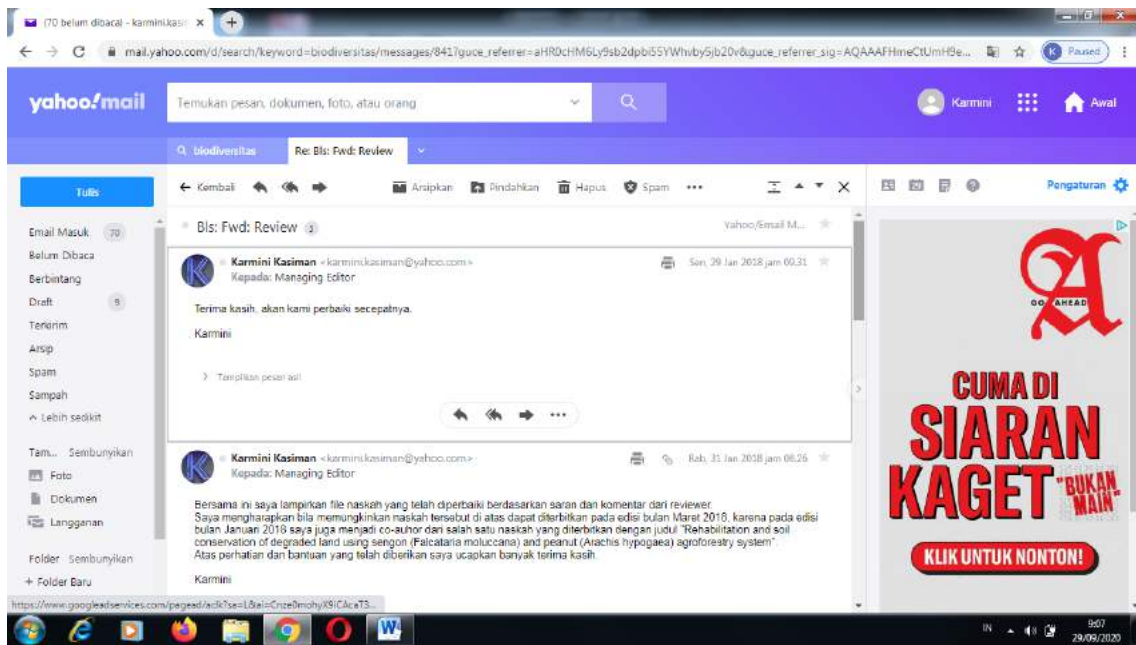 (70 belum dibaca) - karmini.kasi
mail.yahoo.com/d/search/keyword=biodiversitas/messages/841?guce_referrer=aHR0cHM6Ly9sb2dpbi55YWhvby5jb20v&guce_referrer_sig=AQAAAFHmeCtUmH9e...
K Paused
yahoo!mail
Temukan pesan, dokumen, foto, atau orang
Karmini
Awal
biodiversitas
Re: Bls: Fwd: Review
Tulis
Kembali
Arsipkan
Pindahkan
Hapus
Spam
Pengaturan
Email Masuk 70
Belum Dibaca
Berbintang
Draft 9
Terkirim
Arsip
Spam
Sampah
Lebih sedikit
Tam... Sembunyikan
Foto
Dokumen
Langganan
Folder Sembunyikan
+ Folder Baru
Bls: Fwd: Review 3
Yahoo/Email M...
Karmini Kasiman <karmini.kasiman@yahoo.com>
Sen, 29 Jan 2018 jam 09.31
Kepada: Managing Editor
Terima kasih, akan kami perbaiki secepatnya.
Karmini
> Tampilkan pesan asli
Karmini Kasiman <karmini.kasiman@yahoo.com>
Rab, 31 Jan 2018 jam 08.26
Kepada: Managing Editor
Bersama ini saya lampirkan file naskah yang telah diperbaiki berdasarkan saran dan komentar dari reviewer.
Saya mengharapkan bila memungkinkan naskah tersebut di atas dapat diterbitkan pada edisi bulan Maret 2018, karena pada edisi
bulan Januari 2018 saya juga menjadi co-author dari salah satu naskah yang diterbitkan dengan judul "Rehabilitation and soil
conservation of degraded land using sengon (Falcataria moluccana) and peanut (Arachis hypogaea) agroforestry system".
Atas perhatian dan bantuan yang telah diberikan saya ucapkan banyak terima kasih.
Karmini
GO AHEAD
CUMA DI
SIARAN
KAGET
"BUKAN
MAIN"
KLIK UNTUK NONTON!
IN
9:07
29/09/2020